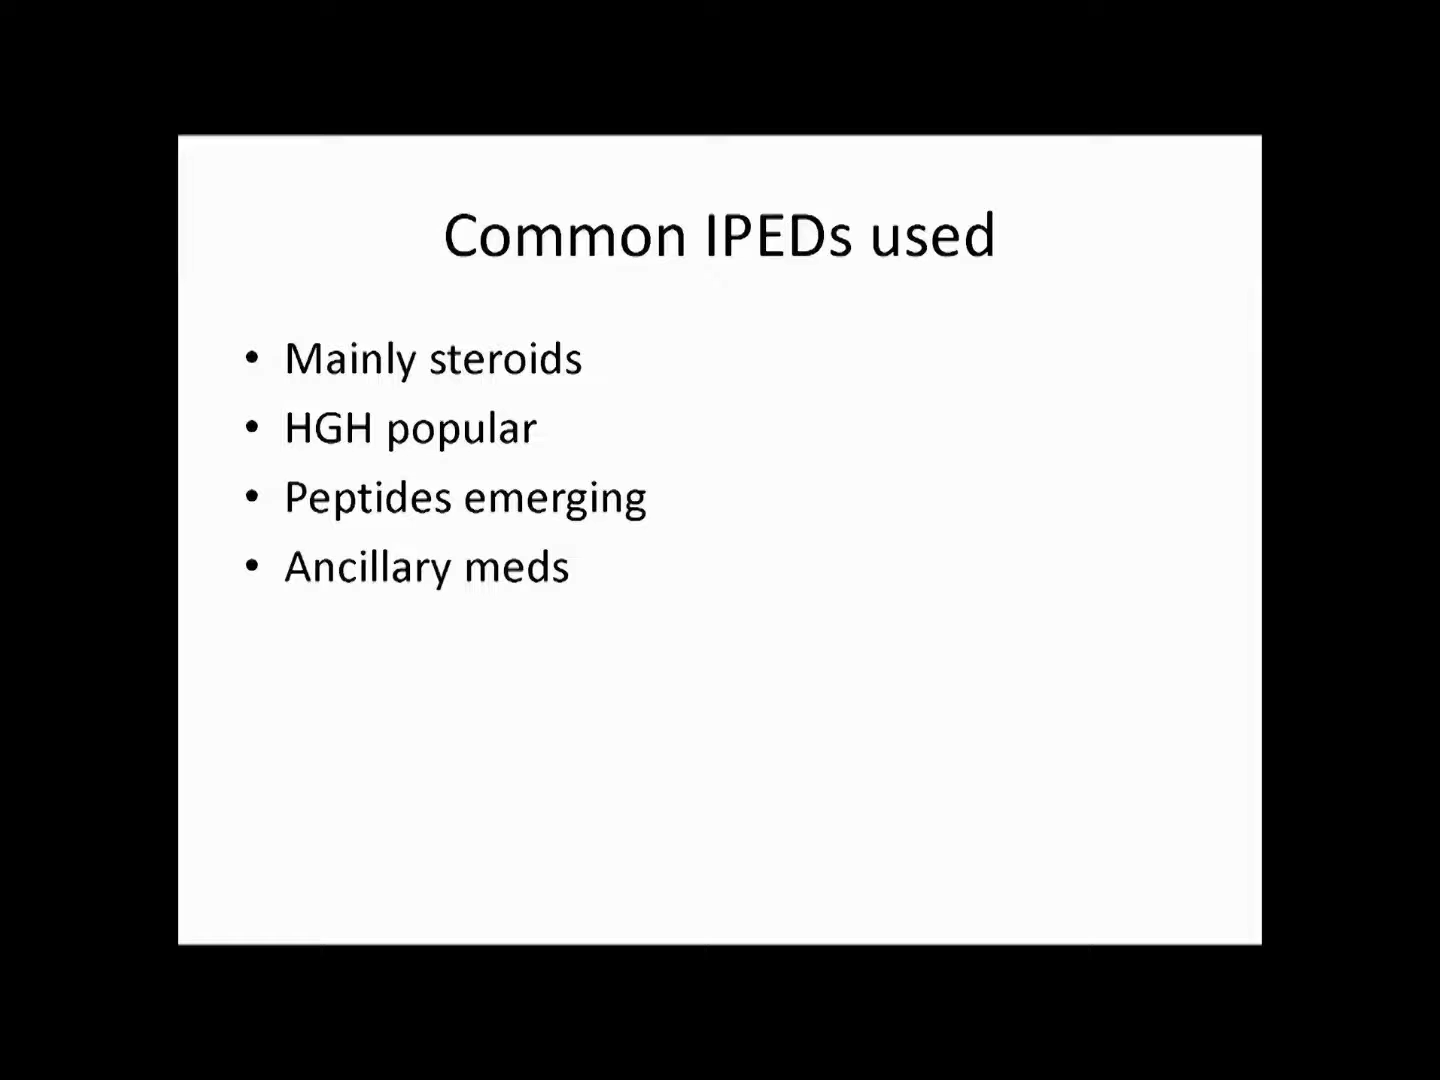 Common IPEDs used
• Mainly steroids
• HGH popular
• Peptides emerging
• Ancillary meds